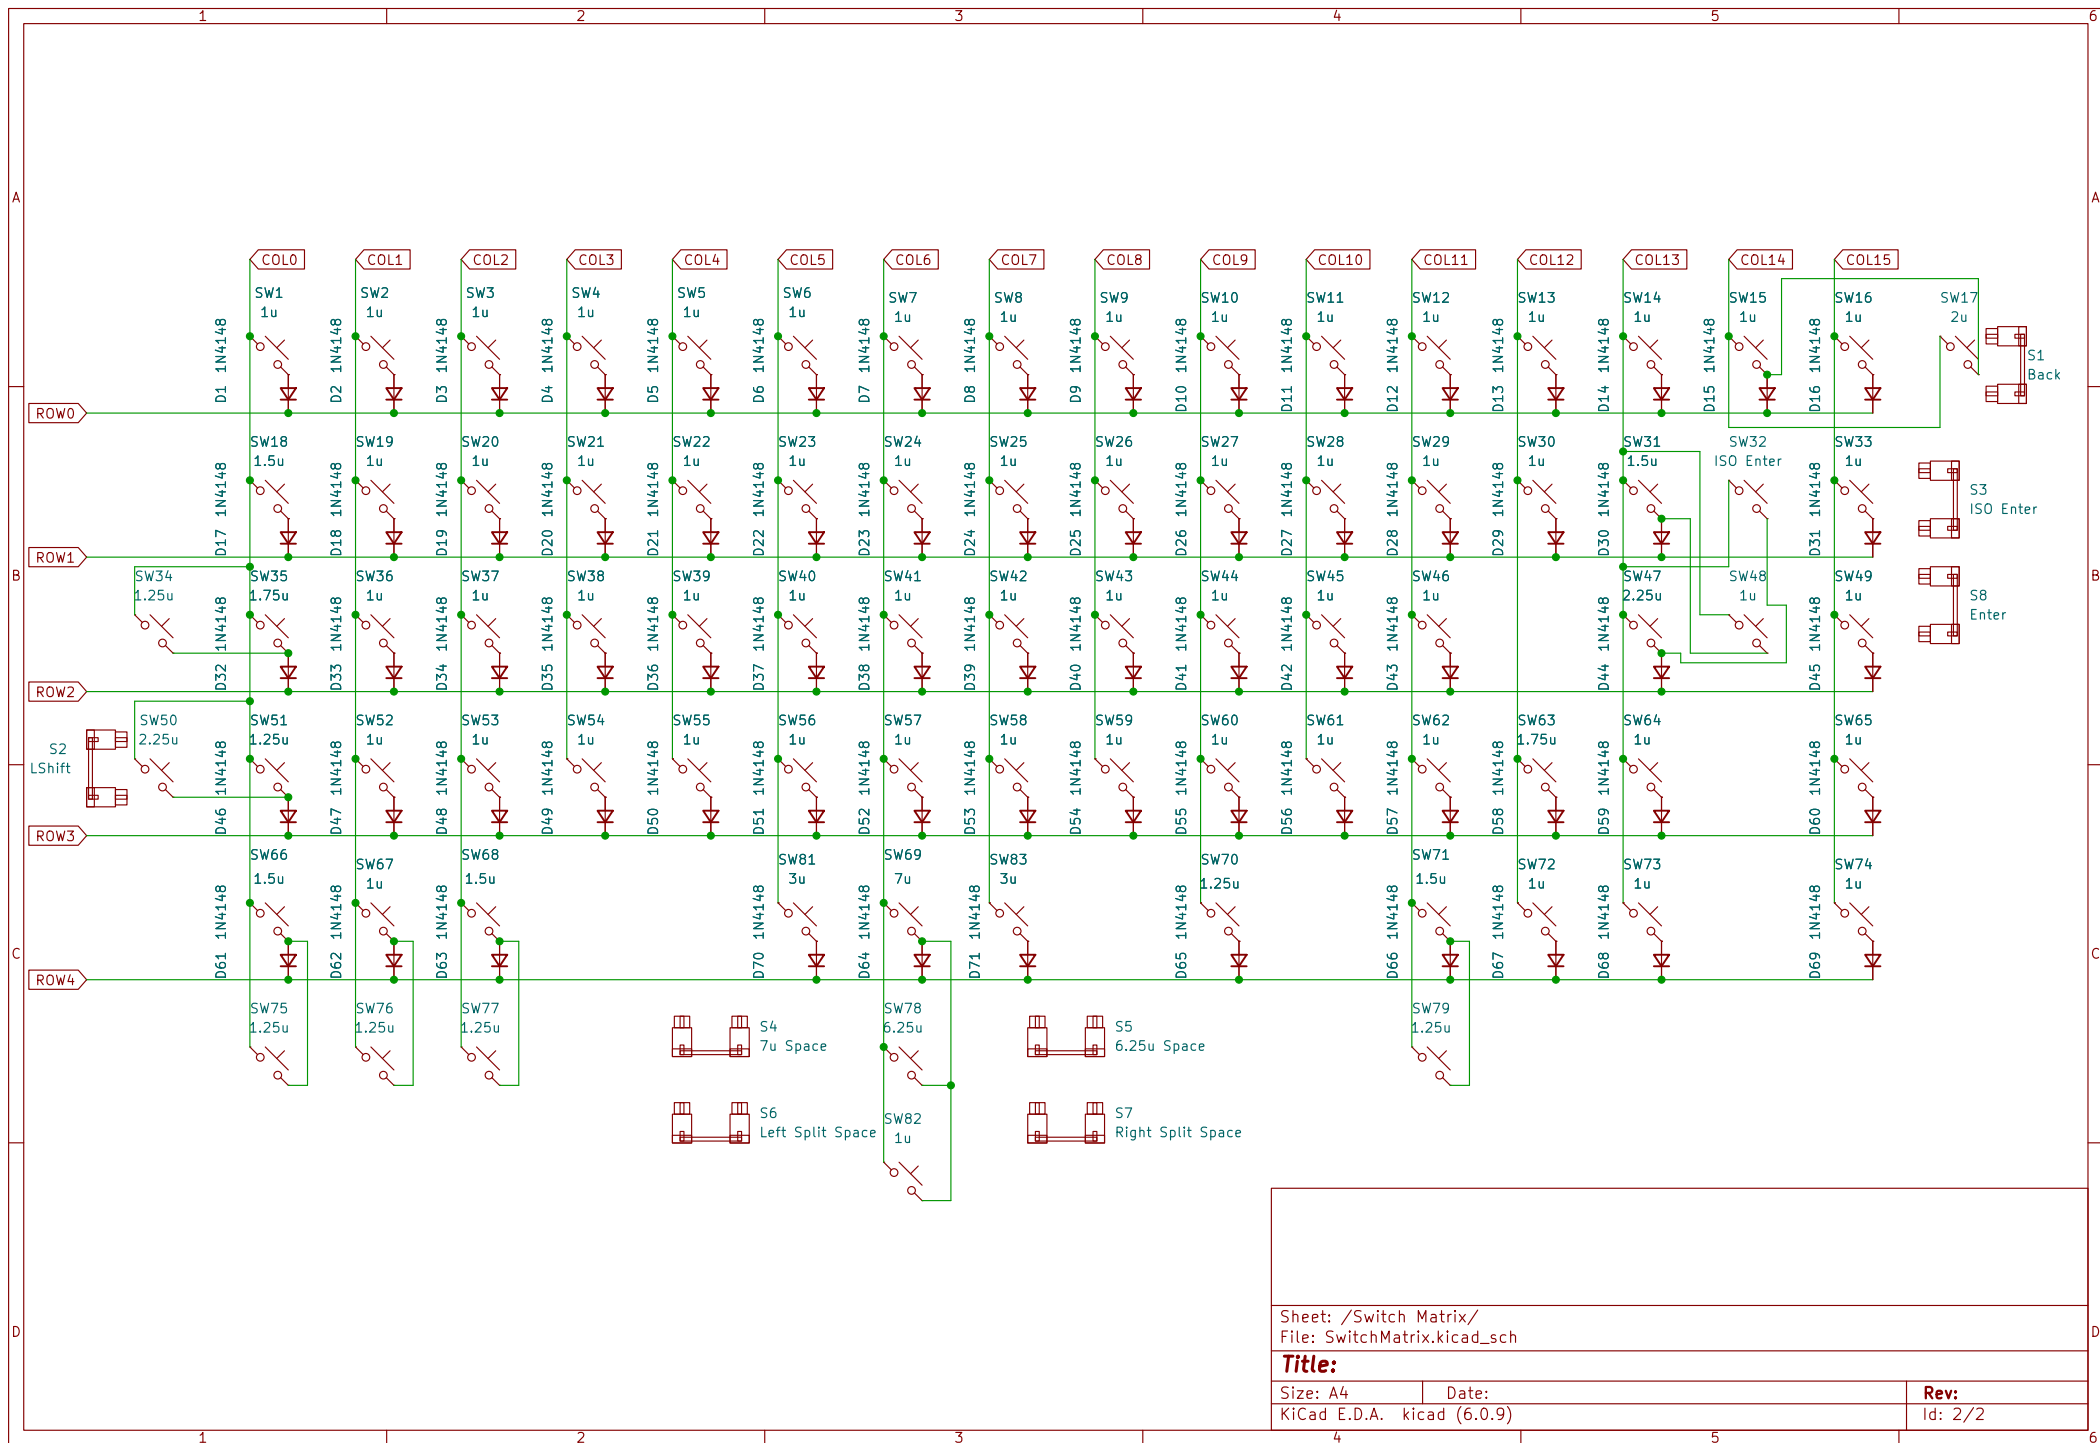 1 2 3 4 5 6
A A
COL0 COL1 COL2 COL3 COL4 COL5 COL6 COL7 COL8 COL9 COL10 COL11 COL12 COL13 COL14 COL15
SW1 SW2 SW3 SW4 SW5 SW6 SW7 SW8 SW9 SW10 SW11 SW12 SW13 SW14 SW15 SW16 SW17
1u 1u 1u 1u 1u 1u 1u 1u 1u 1u 1u 1u 1u 1u 1u 1u 2u
D1 1N4148 D2 1N4148 D3 1N4148 D4 1N4148 D5 1N4148 D6 1N4148 D7 1N4148 D8 1N4148 D9 1N4148 D10 1N4148 D11 1N4148 D12 1N4148 D13 1N4148 D14 1N4148 D15 1N4148 D16 1N4148
S1
Back
ROW0
SW18 SW19 SW20 SW21 SW22 SW23 SW24 SW25 SW26 SW27 SW28 SW29 SW30 SW31 SW32 SW33
1.5u 1u 1u 1u 1u 1u 1u 1u 1u 1u 1u 1u 1u 1.5u ISO Enter 1u
D17 1N4148 D18 1N4148 D19 1N4148 D20 1N4148 D21 1N4148 D22 1N4148 D23 1N4148 D24 1N4148 D25 1N4148 D26 1N4148 D27 1N4148 D28 1N4148 D29 1N4148 D30 1N4148 D31 1N4148
S3
ISO Enter
ROW1
B B
SW34 SW35 SW36 SW37 SW38 SW39 SW40 SW41 SW42 SW43 SW44 SW45 SW46 SW47 SW48 SW49
1.25u 1.75u 1u 1u 1u 1u 1u 1u 1u 1u 1u 1u 1u 2.25u 1u 1u
D32 1N4148 D33 1N4148 D34 1N4148 D35 1N4148 D36 1N4148 D37 1N4148 D38 1N4148 D39 1N4148 D40 1N4148 D41 1N4148 D42 1N4148 D43 1N4148 D44 1N4148 D45 1N4148
S8
Enter
ROW2
SW50 SW51 SW52 SW53 SW54 SW55 SW56 SW57 SW58 SW59 SW60 SW61 SW62 SW63 SW64 SW65
2.25u 1.25u 1u 1u 1u 1u 1u 1u 1u 1u 1u 1u 1u 1.75u 1u 1u
S2
LShift
D46 1N4148 D47 1N4148 D48 1N4148 D49 1N4148 D50 1N4148 D51 1N4148 D52 1N4148 D53 1N4148 D54 1N4148 D55 1N4148 D56 1N4148 D57 1N4148 D58 1N4148 D59 1N4148 D60 1N4148
ROW3
SW66 SW67 SW68 SW81 SW69 SW83 SW70 SW71 SW72 SW73 SW74
1.5u 1u 1.5u 3u 7u 3u 1.25u 1.5u 1u 1u 1u
D61 1N4148 D62 1N4148 D63 1N4148 D70 1N4148 D64 1N4148 D71 1N4148 D65 1N4148 D66 1N4148 D67 1N4148 D68 1N4148 D69 1N4148
C C
ROW4
SW75 SW76 SW77 SW78 SW79
1.25u 1.25u 1.25u 6.25u 1.25u
S4
7u Space
S5
6.25u Space
S6
Left Split Space
SW82
1u
S7
Right Split Space
Sheet: /Switch Matrix/
File: SwitchMatrix.kicad_sch
D D
Title:
Size: A4 Date: Rev:
KiCad E.D.A. kicad (6.0.9) Id: 2/2
1 2 3 4 5 6